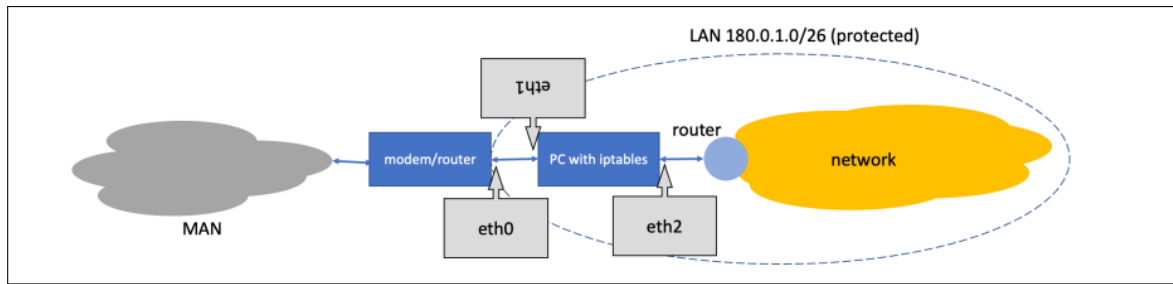 LAN 180.0.1.0/26 (protected)
eth1
router
modem/router
PC with iptables
network
MAN
eth0
eth2